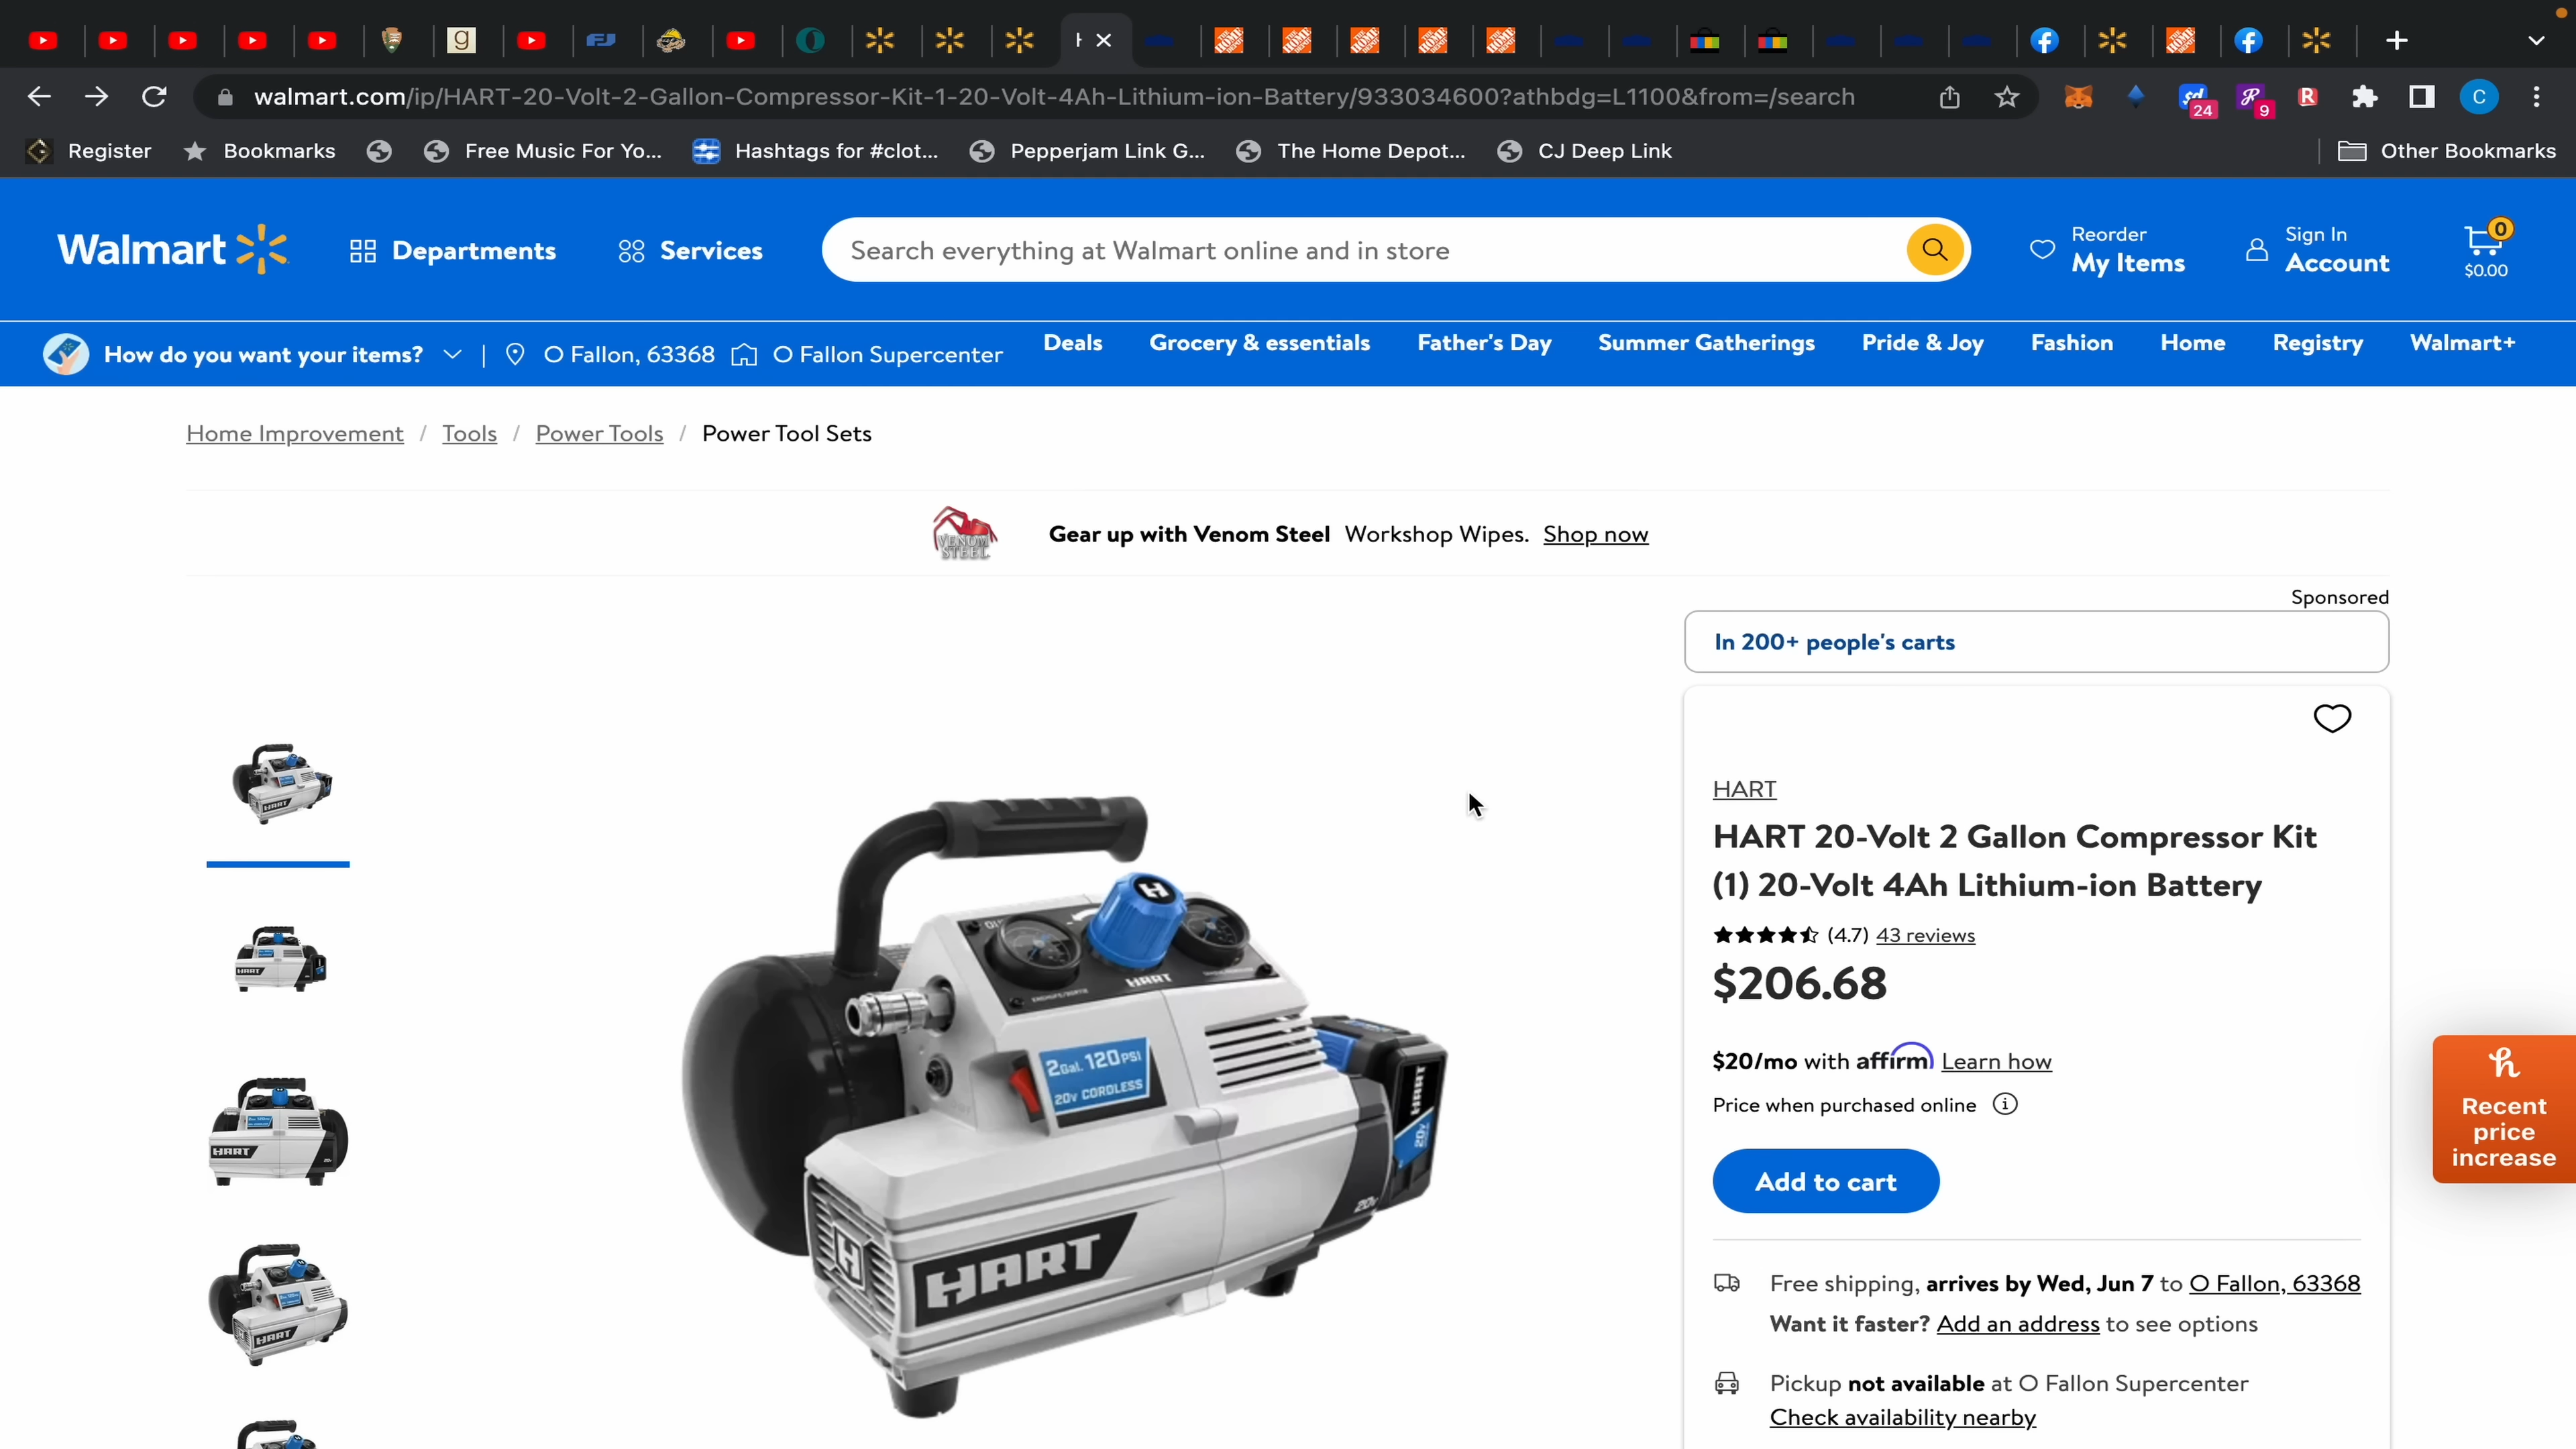 walmart.com/ip/HART-20-Volt-2-Gallon-Compressor-Kit-1-20-Volt-4Ah-Lithium-ion-Battery/933034600?athbdg=L1100&from=/search
24
9
C
Register
Bookmarks
Free Music For Yo...
Hashtags for #clot...
Pepperjam Link G...
The Home Depot...
CJ Deep Link
Other Bookmarks
Walmart
Departments
Services
Search everything at Walmart online and in store
Reorder
My Items
Sign In
Account
0
$0.00
How do you want your items?
O Fallon, 63368
O Fallon Supercenter
Deals
Grocery & essentials
Father's Day
Summer Gatherings
Pride & Joy
Fashion
Home
Registry
Walmart+
Home Improvement / Tools / Power Tools / Power Tool Sets
VENOM
STEEL
Gear up with Venom Steel Workshop Wipes. Shop now
Sponsored
In 200+ people's carts
HART
HART 20-Volt 2 Gallon Compressor Kit
(1) 20-Volt 4Ah Lithium-ion Battery
(4.7) 43 reviews
$206.68
$20/mo with affirm Learn how
Price when purchased online
Add to cart
Free shipping, arrives by Wed, Jun 7 to O Fallon, 63368
Want it faster? Add an address to see options
Pickup not available at O Fallon Supercenter
Check availability nearby
Recent
price
increase
H
HART
2Gal. 120PSI
20V CORDLESS
HART
20V
20V
H
HART